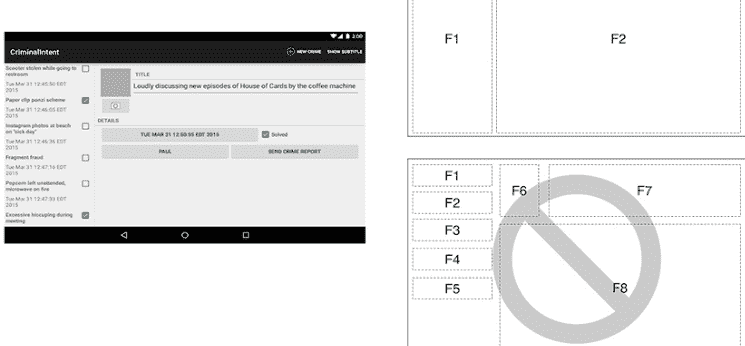 3:00
CriminalIntent
NEW CRIME SHOW SUBTITLE
Scooter stolen while going to
restroom
Tue Mar 31 12:45:50 EDT
2015
Paper clip ponzi scheme
Tue Mar 31 12:46:55 EDT
2015
Instagram photos at beach
on "sick day"
Tue Mar 31 12:46:36 EDT
2015
Fragment fraud
Tue Mar 31 12:47:16 EDT
2015
Popcorn left unattended,
microwave on fire
Tue Mar 31 12:47:33 EDT
2015
Excessive hiccuping during
meeting
TITLE
Loudly discussing new episodes of House of Cards by the coffee machine
DETAILS
TUE MAR 31 12:50:55 EDT 2015
Solved
PAUL
SEND CRIME REPORT
F1
F2
F1
F2
F3
F4
F5
F6
F7
F8